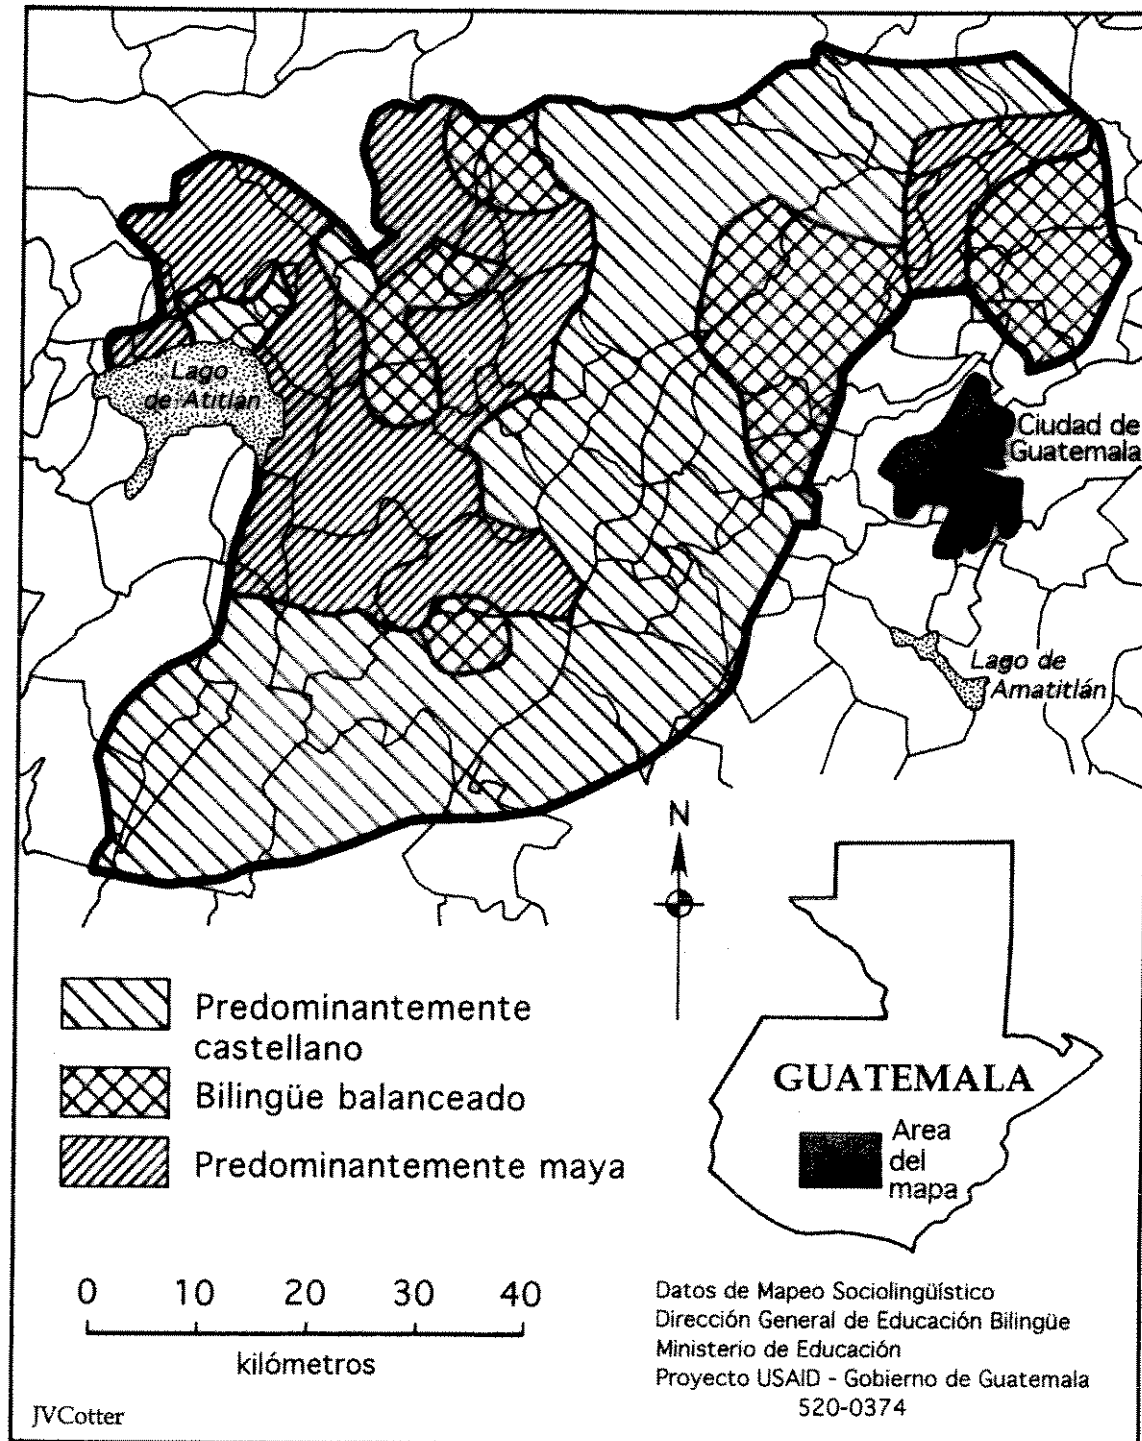 Lago
de Atitlán
Ciudad de
Guatemala
Lago de
Amatitlán
N
Predominantemente
castellano
Bilingüe balanceado
Predominantemente maya
GUATEMALA
Area
del
mapa
0 10 20 30 40
kilómetros
Datos de Mapeo Sociolingüístico
Dirección General de Educación Bilingüe
Ministerio de Educación
Proyecto USAID - Gobierno de Guatemala
520-0374
JVCotter